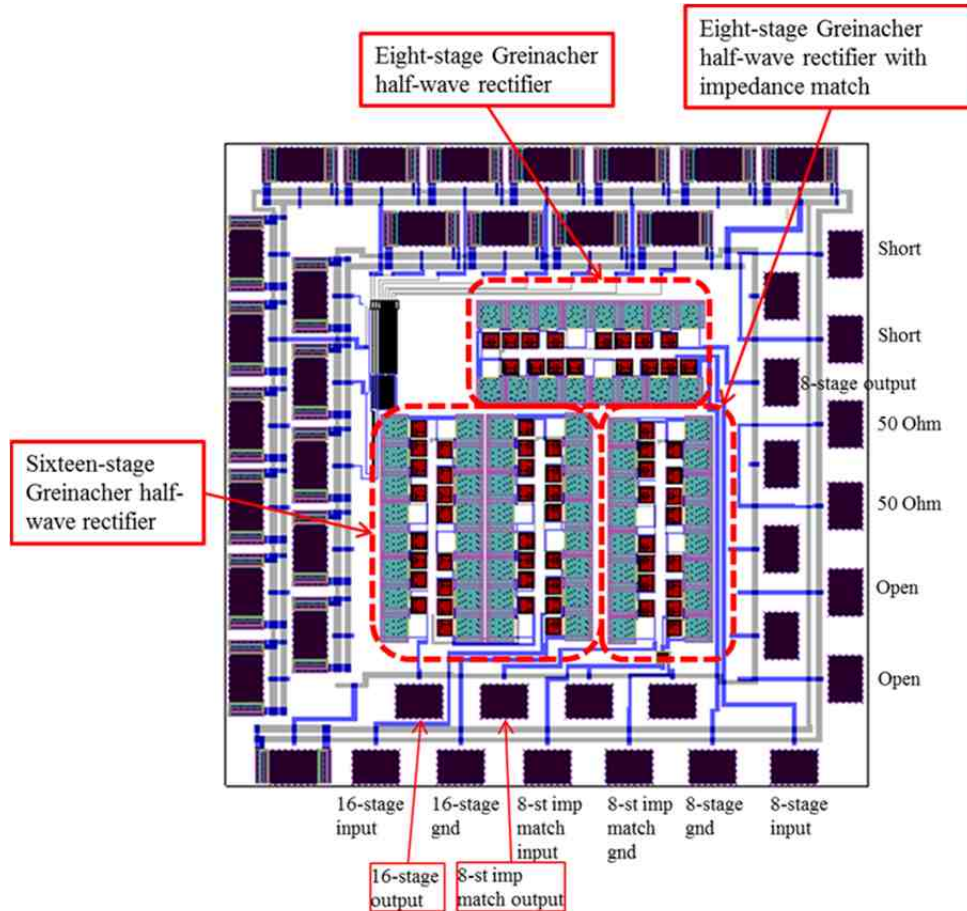 Eight-stage Greinacher
half-wave rectifier
Eight-stage Greinacher
half-wave rectifier with
impedance match
Short
Short
8-stage output
50 Ohm
50 Ohm
Open
Open
Sixteen-stage
Greinacher half-
wave rectifier
16-stage
input
16-stage
gnd
8-st imp
match
input
8-st imp
match
gnd
8-stage
gnd
8-stage
input
16-stage
output
8-st imp
match output